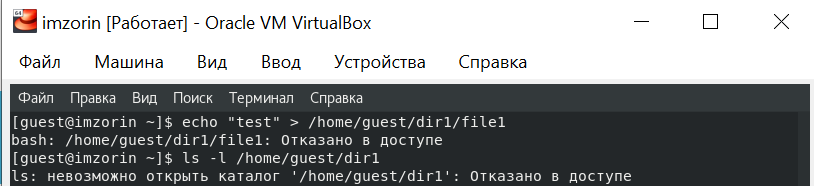 64
imzorin [Работает] - Oracle VM VirtualBox
Файл Машина Вид Ввод Устройства Справка
Файл Правка Вид Поиск Терминал Справка
[guest@imzorin ~]$ echo "test" > /home/guest/dir1/file1
bash: /home/guest/dir1/file1: Отказано в доступе
[guest@imzorin ~]$ ls -l /home/guest/dir1
ls: невозможно открыть каталог '/home/guest/dir1': Отказано в доступе